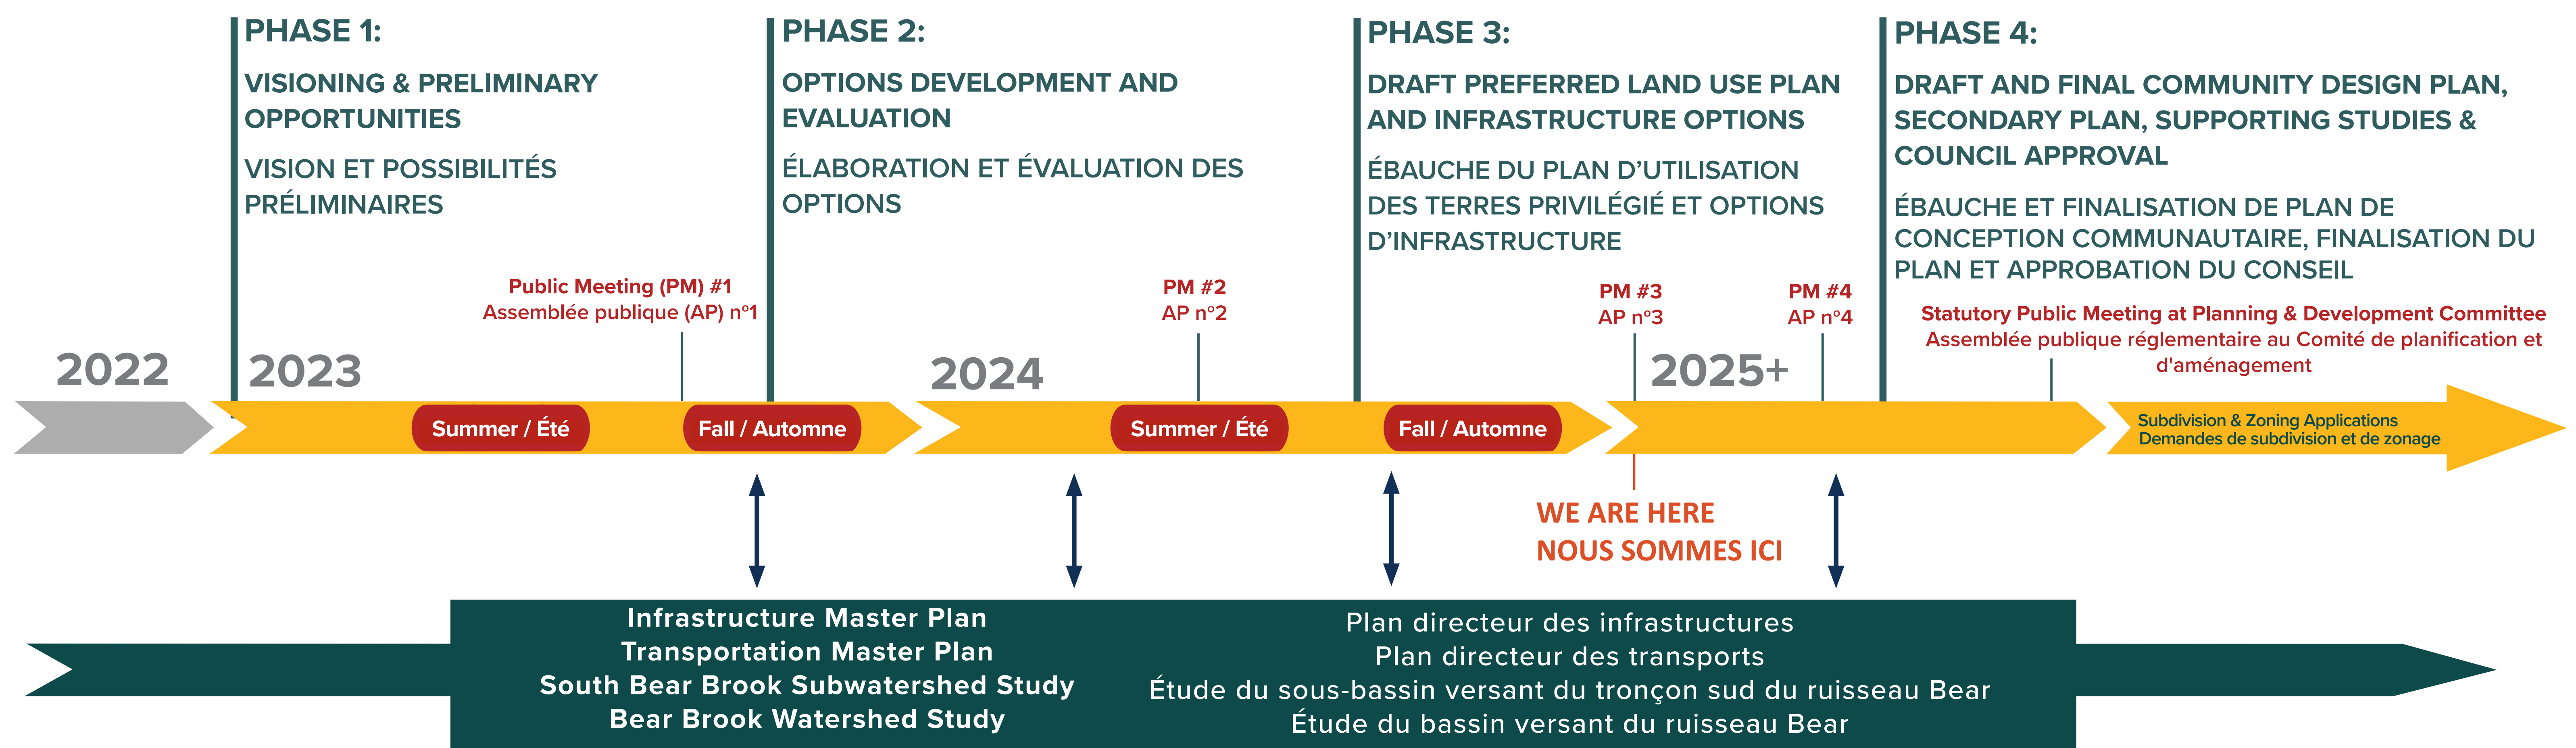 PHASE 1:
VISIONING & PRELIMINARY
OPPORTUNITIES
VISION ET POSSIBILITÉS
PRÉLIMINAIRES
PHASE 2:
OPTIONS DEVELOPMENT AND
EVALUATION
ÉLABORATION ET ÉVALUATION DES
OPTIONS
PHASE 3:
DRAFT PREFERRED LAND USE PLAN
AND INFRASTRUCTURE OPTIONS
ÉBAUCHE DU PLAN D’UTILISATION
DES TERRES PRIVILÉGIÉ ET OPTIONS
D’INFRASTRUCTURE
PHASE 4:
DRAFT AND FINAL COMMUNITY DESIGN PLAN,
SECONDARY PLAN, SUPPORTING STUDIES &
COUNCIL APPROVAL
ÉBAUCHE ET FINALISATION DE PLAN DE
CONCEPTION COMMUNAUTAIRE, FINALISATION DU
PLAN ET APPROBATION DU CONSEIL
Public Meeting (PM) #1
Assemblée publique (AP) nº1
PM #2
AP nº2
PM #3
AP nº3
PM #4
AP nº4
Statutory Public Meeting at Planning & Development Committee
Assemblée publique réglementaire au Comité de planification et
d'aménagement
2022
2023
2024
2025+
Summer / Été
Fall / Automne
Summer / Été
Fall / Automne
Subdivision & Zoning Applications
Demandes de subdivision et de zonage
WE ARE HERE
NOUS SOMMES ICI
Infrastructure Master Plan
Transportation Master Plan
South Bear Brook Subwatershed Study
Bear Brook Watershed Study
Plan directeur des infrastructures
Plan directeur des transports
Étude du sous-bassin versant du tronçon sud du ruisseau Bear
Étude du bassin versant du ruisseau Bear